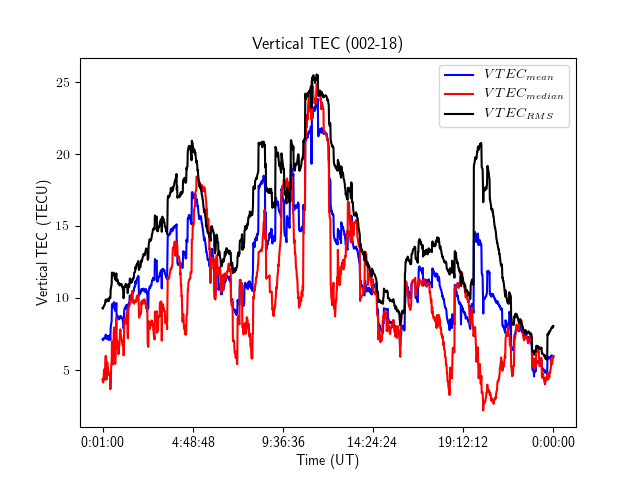 Vertical TEC (002-18)
VTEC_mean
VTEC_median
VTEC_RMS
25
20
15
10
5
Vertical TEC (TECU)
0:01:00 4:48:48 9:36:36 14:24:24 19:12:12 0:00:00
Time (UT)